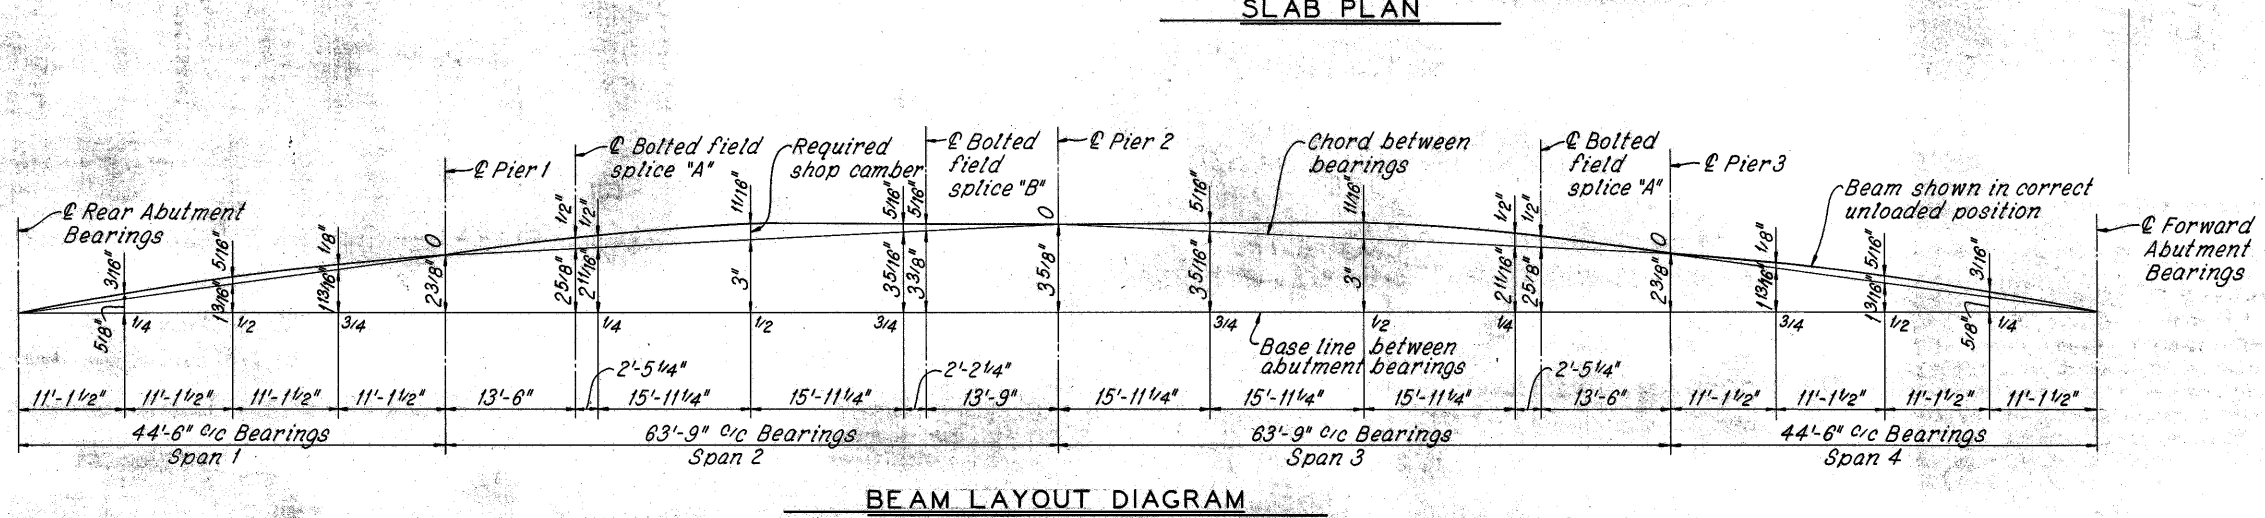 SLAB PLAN
℄ Rear Abutment
Bearings
℄ Pier 1
℄ Bolted field
splice "A"
Required
shop camber
℄ Bolted
field
splice "B"
℄ Pier 2
Chord between
bearings
℄ Bolted
field
splice "A"
℄ Pier 3
Beam shown in correct
unloaded position
℄ Forward
Abutment
Bearings
3/16" 5/16" 1/8" 0 1/2" 1/2" 11/16" 5/16" 5/16" 0 5/16" 11/16" 1/2" 1/2" 0 1/8" 5/16" 3/16"
5/8" 1 3/16" 1 13/16" 2 3/8" 2 5/8" 2 11/16" 3" 3 5/16" 3 3/8" 3 5/8" 3 5/16" 3" 2 11/16" 2 5/8" 2 3/8" 1 13/16" 1 3/16" 5/8"
1/4 1/2 3/4 1/4 1/2 3/4 3/4 1/2 1/4 3/4 1/2 1/4
Base line between
abutment bearings
2'-5 1/4" 2'-2 1/4" 2'-5 1/4"
11'-1 1/2" 11'-1 1/2" 11'-1 1/2" 11'-1 1/2" 13'-6" 15'-11 1/4" 15'-11 1/4" 13'-9" 15'-11 1/4" 15'-11 1/4" 15'-11 1/4" 13'-6" 11'-1 1/2" 11'-1 1/2" 11'-1 1/2" 11'-1 1/2"
44'-6" c/c Bearings 63'-9" c/c Bearings 63'-9" c/c Bearings 44'-6" c/c Bearings
Span 1 Span 2 Span 3 Span 4
BEAM LAYOUT DIAGRAM